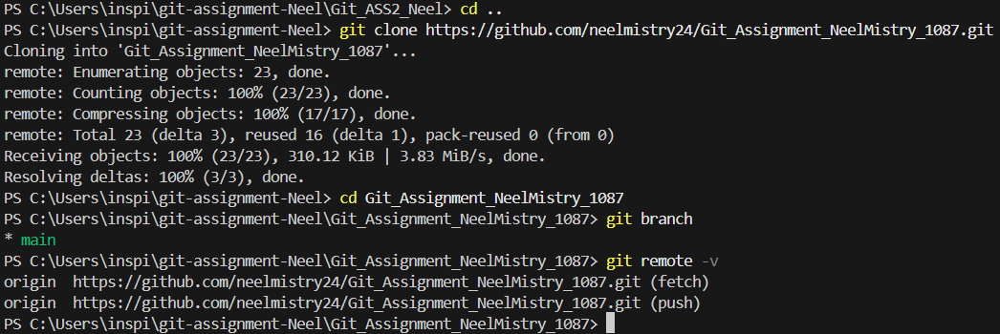 PS C:\Users\inspi\git-assignment-Neel\Git_ASS2_Neel> cd ..
PS C:\Users\inspi\git-assignment-Neel> git clone https://github.com/neelmistry24/Git_Assignment_NeelMistry_1087.git
Cloning into 'Git_Assignment_NeelMistry_1087'...
remote: Enumerating objects: 23, done.
remote: Counting objects: 100% (23/23), done.
remote: Compressing objects: 100% (17/17), done.
remote: Total 23 (delta 3), reused 16 (delta 1), pack-reused 0 (from 0)
Receiving objects: 100% (23/23), 310.12 KiB | 3.83 MiB/s, done.
Resolving deltas: 100% (3/3), done.
PS C:\Users\inspi\git-assignment-Neel> cd Git_Assignment_NeelMistry_1087
PS C:\Users\inspi\git-assignment-Neel\Git_Assignment_NeelMistry_1087> git branch
* main
PS C:\Users\inspi\git-assignment-Neel\Git_Assignment_NeelMistry_1087> git remote -v
origin  https://github.com/neelmistry24/Git_Assignment_NeelMistry_1087.git (fetch)
origin  https://github.com/neelmistry24/Git_Assignment_NeelMistry_1087.git (push)
PS C:\Users\inspi\git-assignment-Neel\Git_Assignment_NeelMistry_1087>